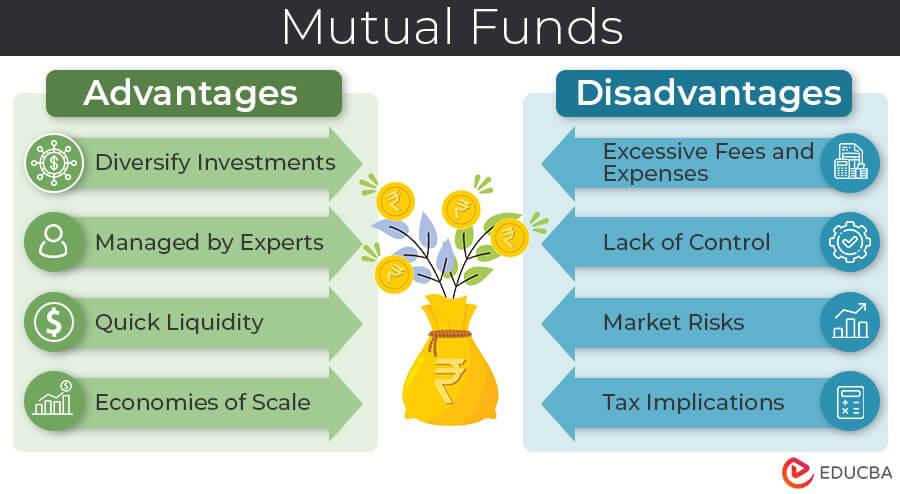 Mutual Funds
Advantages
Diversify Investments
Managed by Experts
Quick Liquidity
Economies of Scale
Disadvantages
Excessive Fees and
Expenses
Lack of Control
Market Risks
Tax Implications
EDUCBA